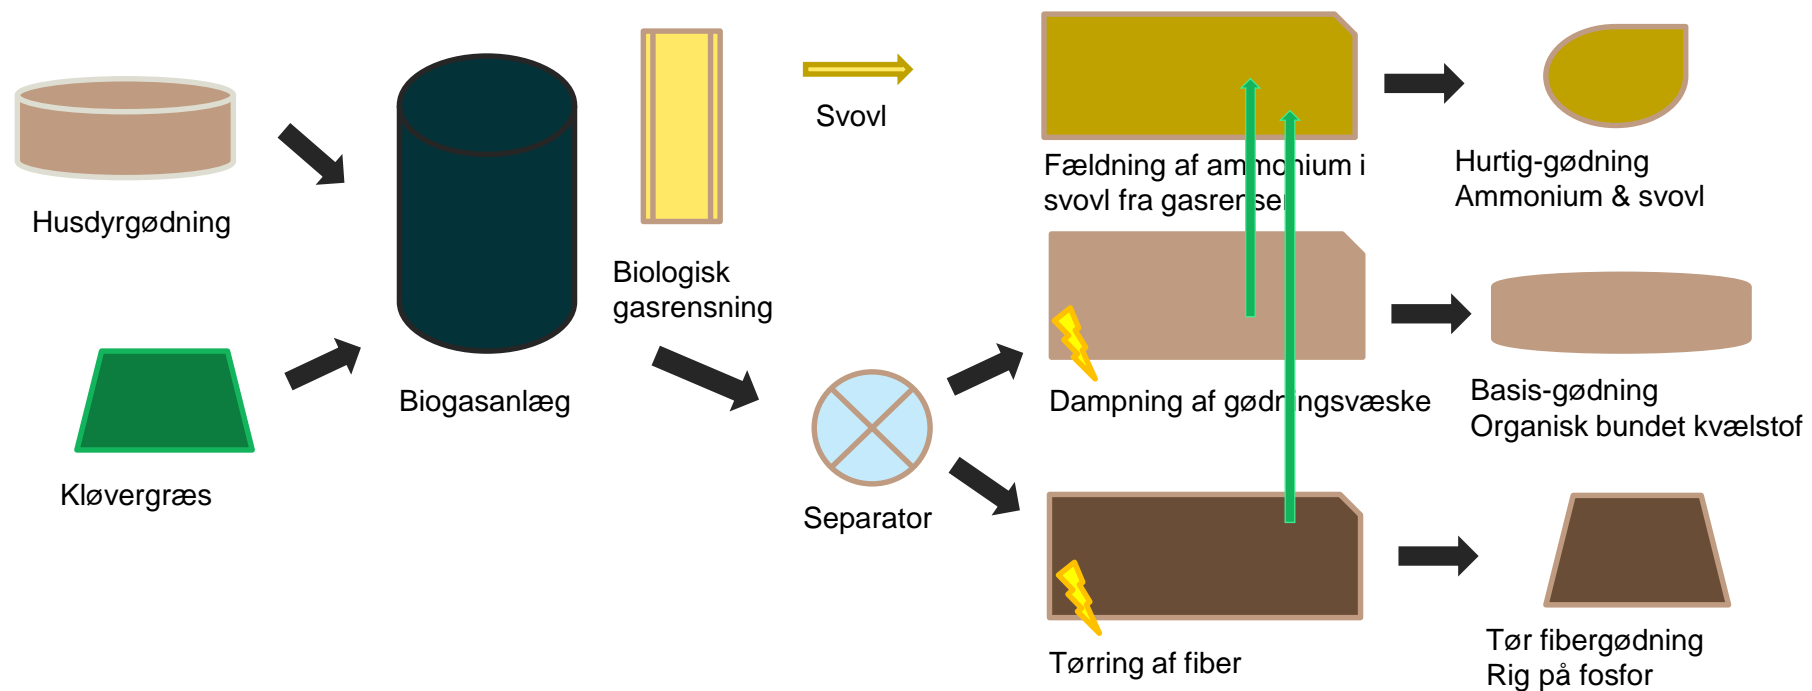 Husdyrgødning
Kløvergræs
Biogasanlæg
Biologisk
gasrensning
Svovl
Separator
Fældning af ammonium i
svovl fra gasrenser
Dampning af gødningsvæske
Tørring af fiber
Hurtig-gødning
Ammonium & svovl
Basis-gødning
Organisk bundet kvælstof
Tør fibergødning
Rig på fosfor